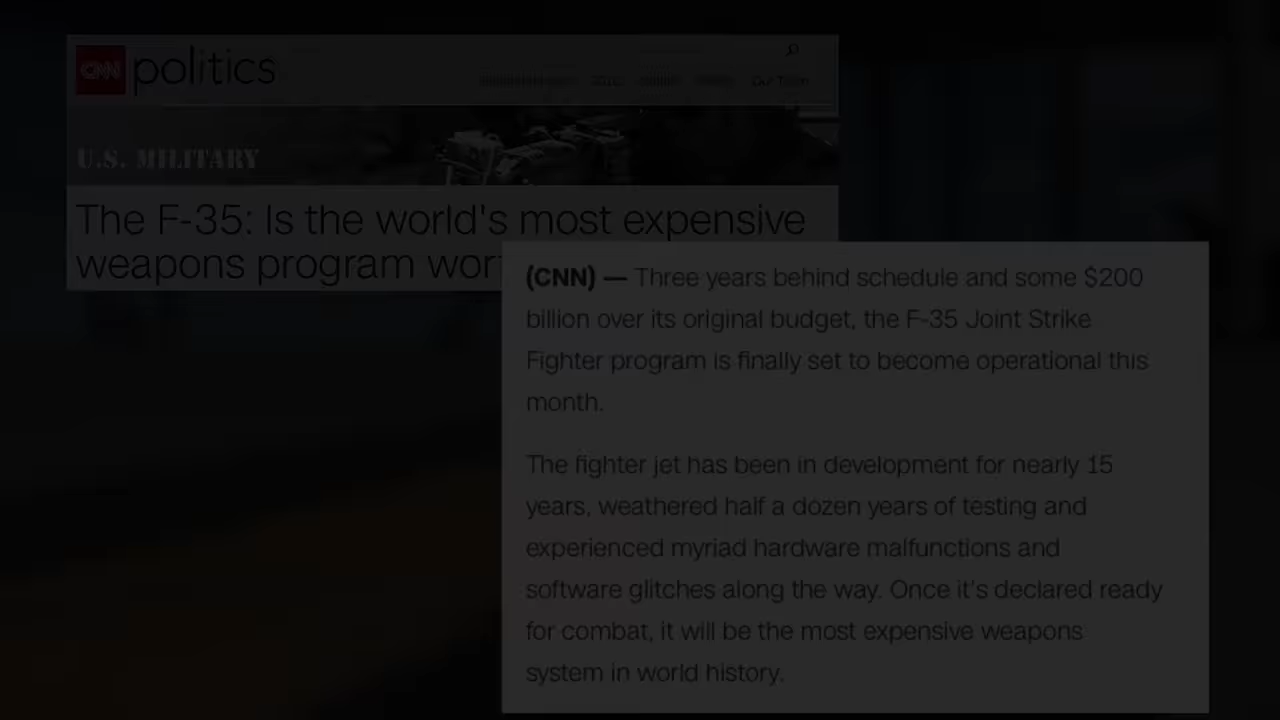 CNN politics
2016
Our Team
U.S. MILITARY
The F-35: Is the world's most expensive
weapons program wor
(CNN) — Three years behind schedule and some $200
billion over its original budget, the F-35 Joint Strike
Fighter program is finally set to become operational this
month.
The fighter jet has been in development for nearly 15
years, weathered half a dozen years of testing and
experienced myriad hardware malfunctions and
software glitches along the way. Once it's declared ready
for combat, it will be the most expensive weapons
system in world history.